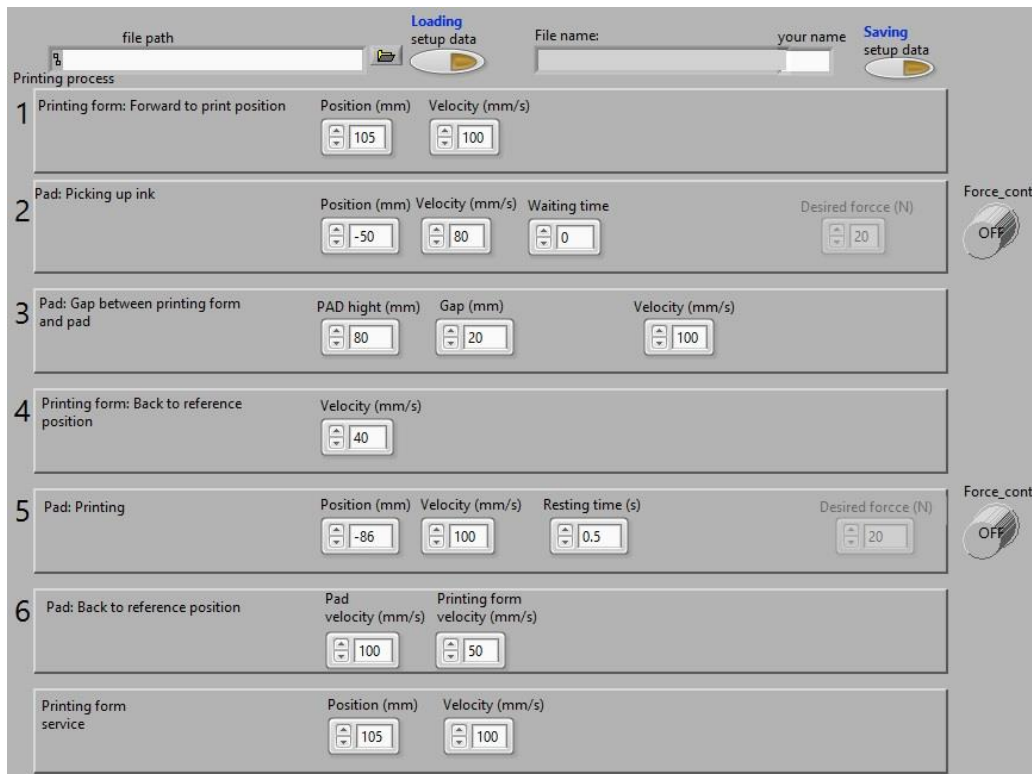 Loading
file path
setup data
File name:
your name
Saving
setup data
Printing process
1 Printing form: Forward to print position Position (mm) Velocity (mm/s)
105 100
2 Pad: Picking up ink Position (mm) Velocity (mm/s) Waiting time Desired forcce (N) Force_cont
-50 80 0 20 OFF
3 Pad: Gap between printing form PAD hight (mm) Gap (mm) Velocity (mm/s)
and pad
80 20 100
4 Printing form: Back to reference Velocity (mm/s)
position
40
5 Pad: Printing Position (mm) Velocity (mm/s) Resting time (s) Desired forcce (N) Force_cont
-86 100 0.5 20 OFF
6 Pad: Back to reference position Pad Printing form
velocity (mm/s) velocity (mm/s)
100 50
Printing form Position (mm) Velocity (mm/s)
service
105 100